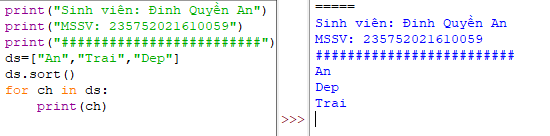 print("Sinh viên: Đinh Quyền An")
print("MSSV: 235752021610059")
print("#########################")
ds=["An","Trai","Dep"]
ds.sort()
for ch in ds:
    print(ch)
=====
Sinh viên: Đinh Quyền An
MSSV: 235752021610059
#########################
An
Dep
Trai
>>>